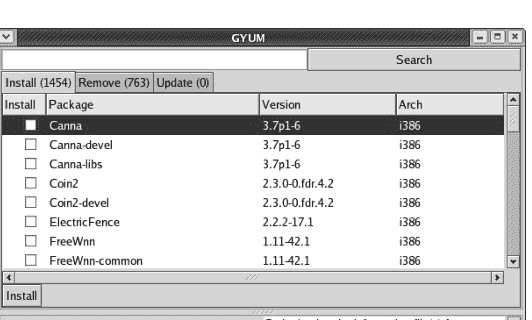 GYUM
Search
Install (1454) Remove (763) Update (0)
Install Package Version Arch
Canna 3.7p1-6 i386
Canna-devel 3.7p1-6 i386
Canna-libs 3.7p1-6 i386
Coin2 2.3.0-0.fdr.4.2 i386
Coin2-devel 2.3.0-0.fdr.4.2 i386
ElectricFence 2.2.2-17.1 i386
FreeWnn 1.11-42.1 i386
FreeWnn-common 1.11-42.1 i386
Install